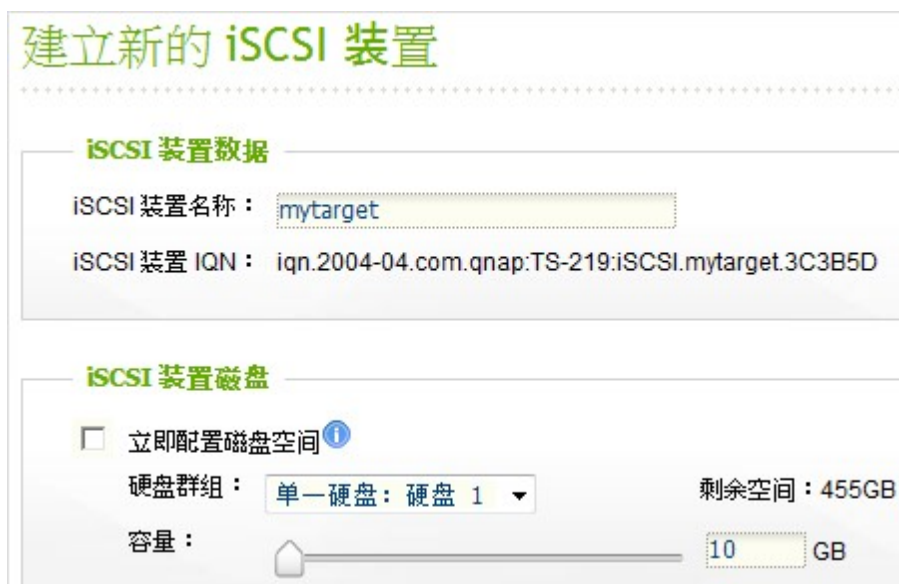 建立新的 iSCSI 装置
iSCSI 装置数据
iSCSI 装置名称： mytarget
iSCSI 装置 IQN： iqn.2004-04.com.qnap:TS-219:iSCSI.mytarget.3C3B5D
iSCSI 装置磁盘
立即配置磁盘空间
硬盘群组： 单一硬盘: 硬盘 1 剩余空间：455GB
容量： 10 GB